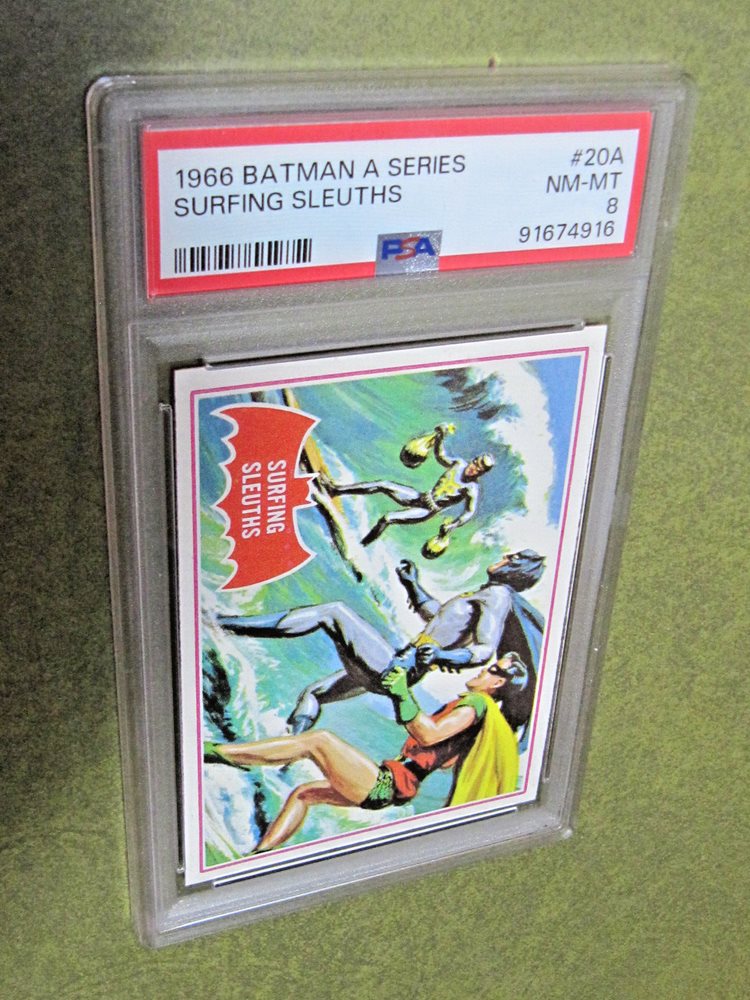 1966 BATMAN A SERIES
#20A
SURFING SLEUTHS
NM-MT
8
PSA
91674916
SURFING
SLEUTHS